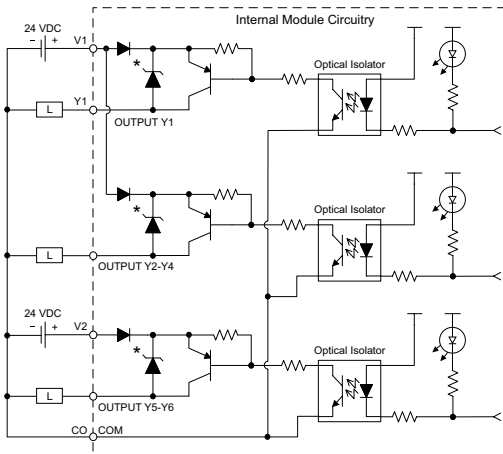 Internal Module Circuitry
24 VDC
− +
V1
Optical Isolator
*
L
Y1
OUTPUT Y1
Optical Isolator
*
L
OUTPUT Y2-Y4
24 VDC
− +
V2
Optical Isolator
*
L
OUTPUT Y5-Y6
CO
COM